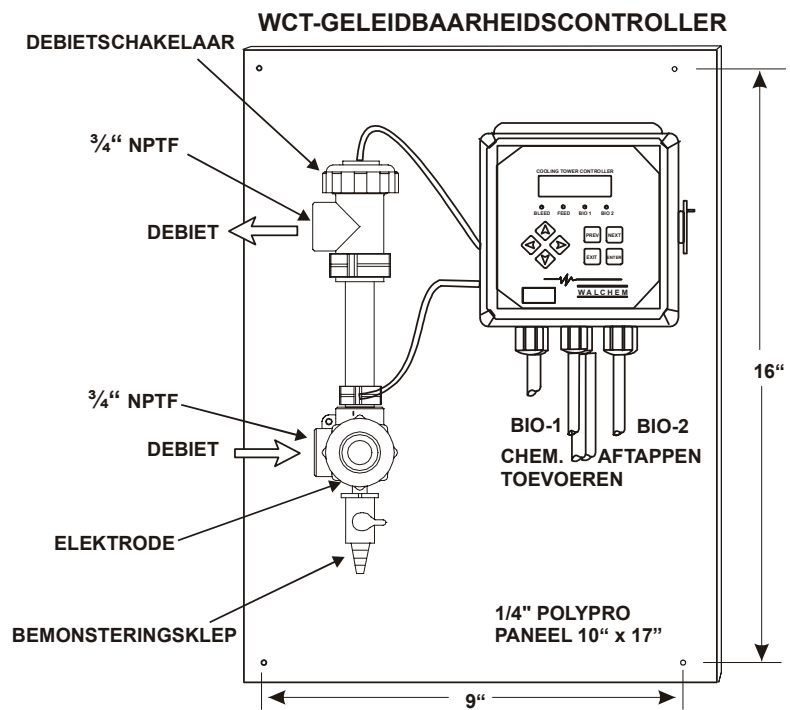 WCT-GELEIDBAARHEIDSCONTROLLER
DEBIETSCHAKELAAR
¾“ NPTF
DEBIET
COOLING TOWER CONTROLLER
BLEED FEED BIO 1 BIO 2
PREV NEXT
EXIT ENTER
WALCHEM
16“
¾“ NPTF
DEBIET
BIO-1 BIO-2
CHEM. AFTAPPEN
TOEVOEREN
ELEKTRODE
BEMONSTERINGSKLEP
1/4" POLYPRO
PANEEL 10“ x 17”
9“